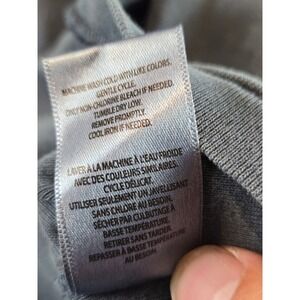 MACHINE WASH COLD WITH LIKE COLORS.
GENTLE CYCLE.
ONLY NON-CHLORINE BLEACH IF NEEDED.
TUMBLE DRY LOW.
REMOVE PROMPTLY.
COOL IRON IF NEEDED.
LAVER À LA MACHINE À L'EAU FROIDE
AVEC DES COULEURS SIMILAIRES.
CYCLE DÉLICAT.
UTILISER SEULEMENT UN JAVELLISANT
SANS CHLORE AU BESOIN.
SÉCHER PAR CULBUTAGE À
BASSE TEMPÉRATURE.
RETIRER SANS TARDER.
REPASSER À BASSE TEMPÉRATURE
AU BESOIN.